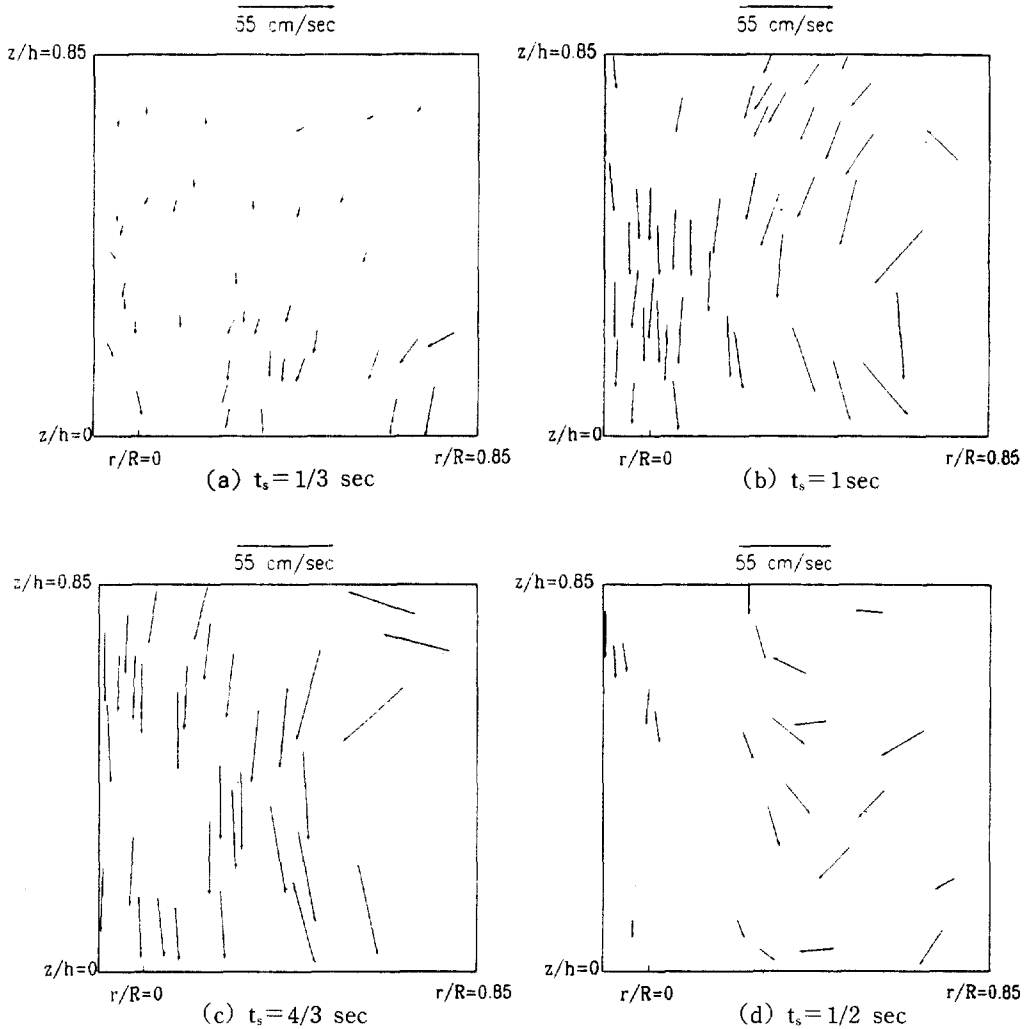 55 cm/sec
z/h=0.85
z/h=0
r/R=0
r/R=0.85
(a) tₛ=1/3 sec
55 cm/sec
z/h=0.85
z/h=0
r/R=0
r/R=0.85
(b) tₛ=1sec
55 cm/sec
z/h=0.85
z/h=0
r/R=0
r/R=0.85
(c) tₛ=4/3 sec
55 cm/sec
z/h=0.85
z/h=0
r/R=0
r/R=0.85
(d) tₛ=1/2 sec